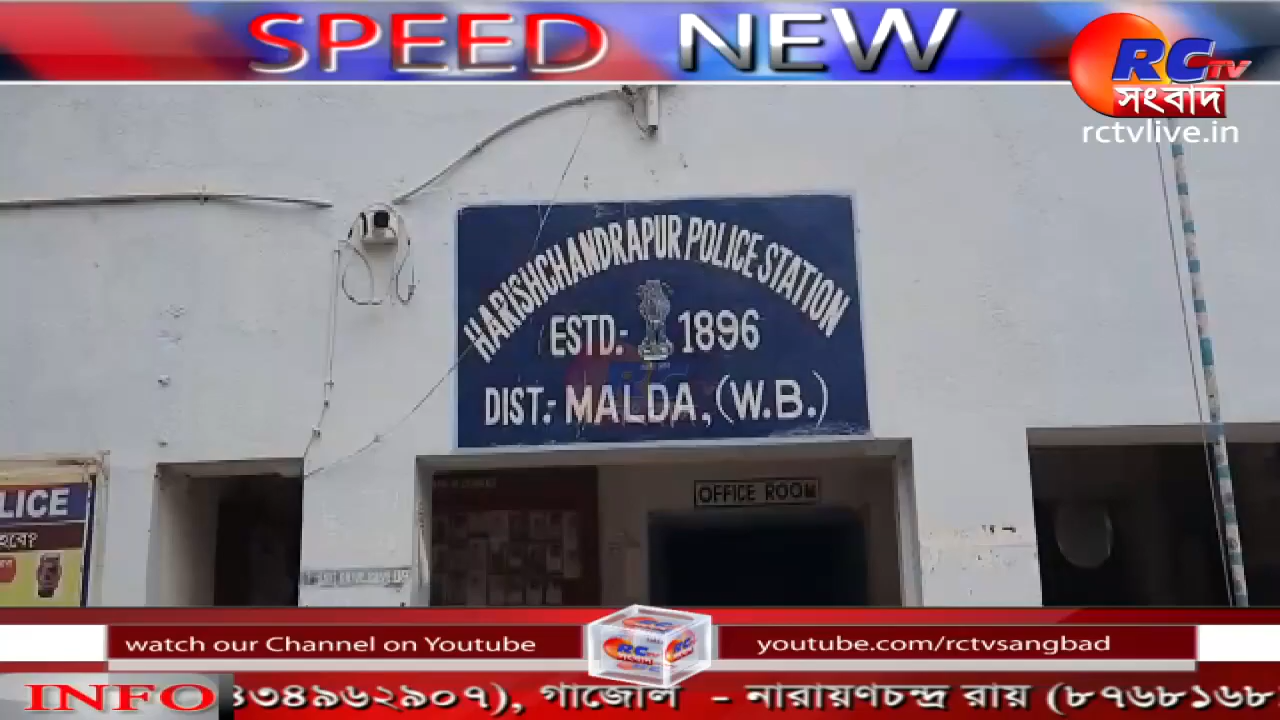 SPEED NEW
RCTV
সংবাদ
rctvlive.in
HARISHCHANDRAPUR POLICE STATION
ESTD.- 1896
DIST.- MALDA, (W.B.)
OFFICE ROOM
LICE
watch our Channel on Youtube
youtube.com/rctvsangbad
INFO ৪৩৪৯৬২৯০৭), গাজোল - নারায়ণচন্দ্র রায় (৮৭৬৮১৬৮